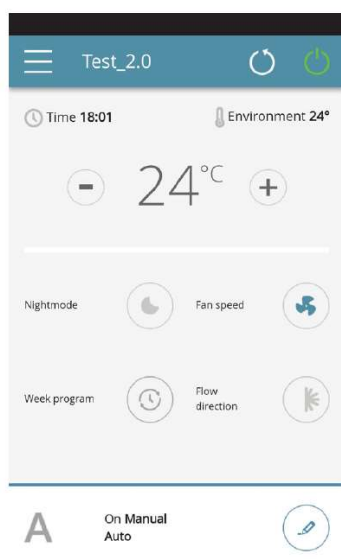 Test_2.0
Time 18:01 Environment 24°
- 24°C +
Nightmode Fan speed
Week program Flow
direction
A On Manual
Auto